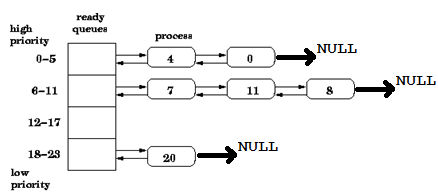 high priority
ready queues
process
0–5 4 0 NULL
6–11 7 11 8 NULL
12–17
18–23 20 NULL
low priority